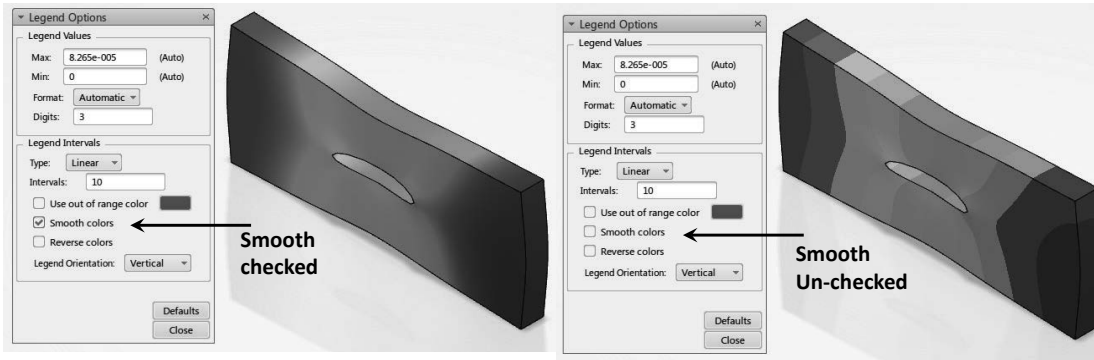 Legend Options
Legend Values
Max: 8.265e-005 (Auto)
Min: 0 (Auto)
Format: Automatic
Digits: 3
Legend Intervals
Type: Linear
Intervals: 10
Use out of range color
Smooth colors
Reverse colors
Legend Orientation: Vertical
Defaults
Close
Smooth
checked
Legend Options
Legend Values
Max: 8.265e-005 (Auto)
Min: 0 (Auto)
Format: Automatic
Digits: 3
Legend Intervals
Type: Linear
Intervals: 10
Use out of range color
Smooth colors
Reverse colors
Legend Orientation: Vertical
Defaults
Close
Smooth
Un-checked